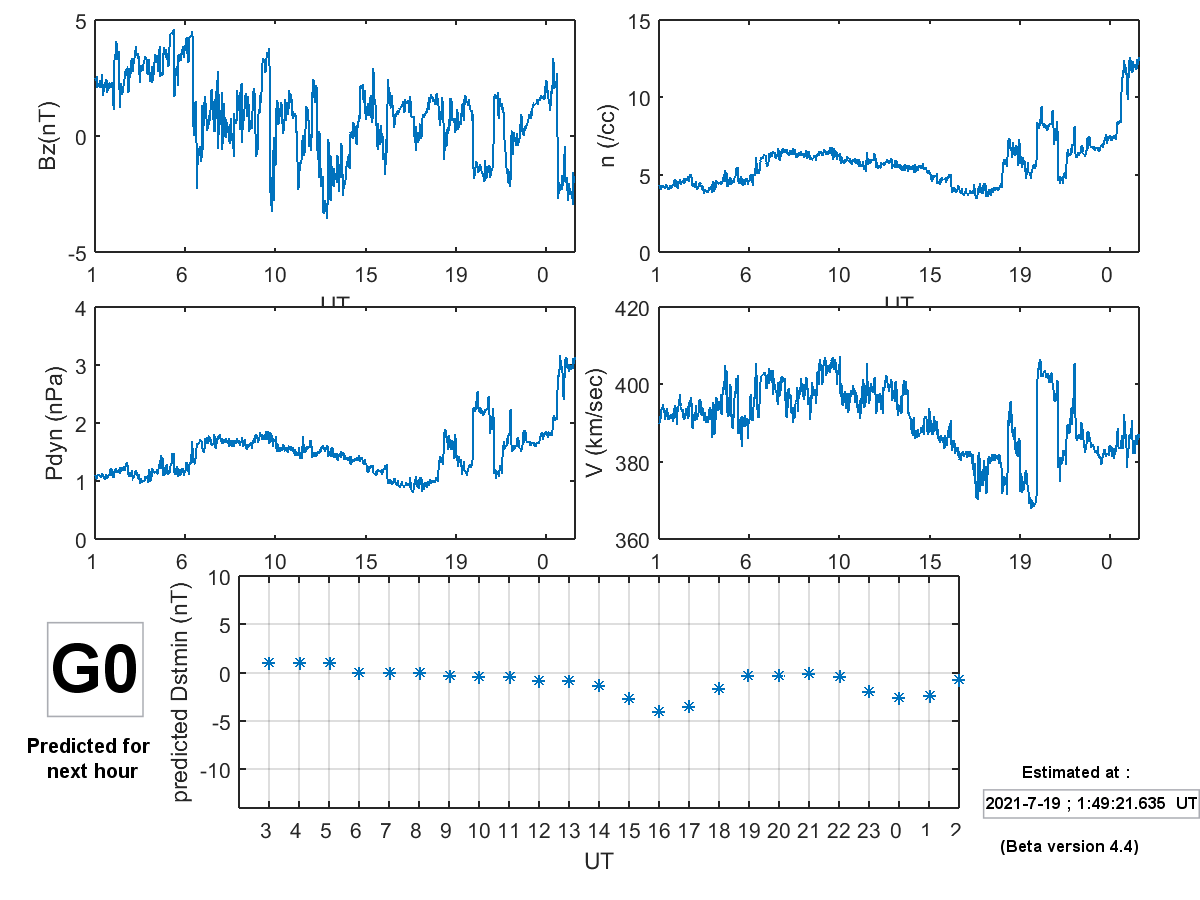 5
0
-5
Bz(nT)
1 6 10 15 19 0
UT
15
10
5
0
n (/cc)
1 6 10 15 19 0
UT
4
3
2
1
0
Pdyn (nPa)
1 6 10 15 19 0
420
400
380
360
V (km/sec)
1 6 10 15 19 0
10
5
0
-5
-10
predicted Dstmin (nT)
3 4 5 6 7 8 9 10 11 12 13 14 15 16 17 18 19 20 21 22 23 0 1 2
UT
G0
Predicted for
next hour
Estimated at :
2021-7-19 ; 1:49:21.635 UT
(Beta version 4.4)